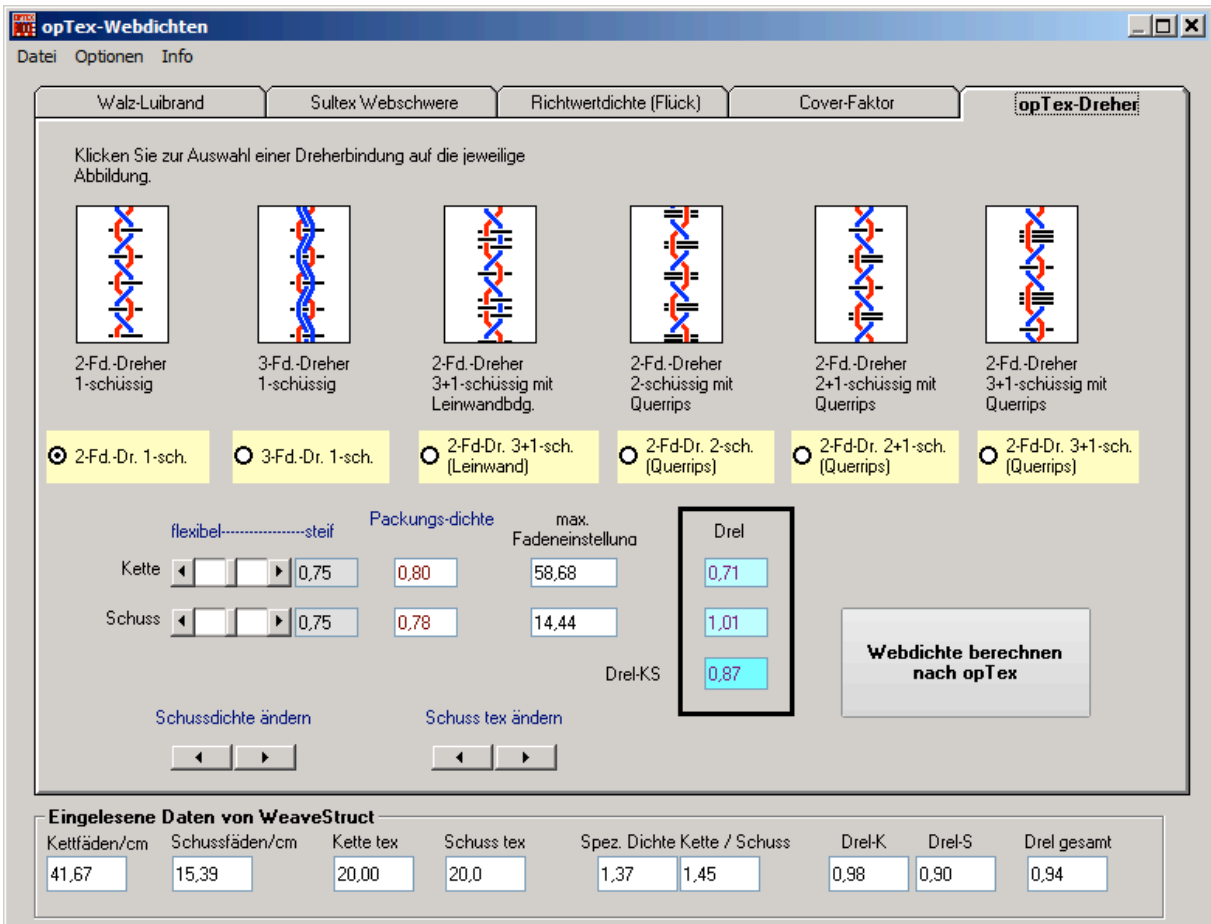 opTex-Webdichten
Datei Optionen Info
Walz-Luibrand Sultex Webschwere Richtwertdichte (Flück) Cover-Faktor opTex-Dreher
Klicken Sie zur Auswahl einer Dreherbindung auf die jeweilige
Abbildung.
2-Fd.-Dreher
1-schüssig
3-Fd.-Dreher
1-schüssig
2-Fd.-Dreher
3+1-schüssig mit
Leinwandbdg.
2-Fd.-Dreher
2-schüssig mit
Querrips
2-Fd.-Dreher
2+1-schüssig mit
Querrips
2-Fd.-Dreher
3+1-schüssig mit
Querrips
2-Fd.-Dr. 1-sch.
3-Fd.-Dr. 1-sch.
2-Fd-Dr. 3+1-sch.
(Leinwand)
2-Fd-Dr. 2-sch.
(Querrips)
2-Fd-Dr. 2+1-sch.
(Querrips)
2-Fd-Dr. 3+1-sch.
(Querrips)
flexibel-----------------steif
Packungs-dichte
max.
Fadeneinstellung
Drel
Kette 0,75 0,80 58,68 0,71
Schuss 0,75 0,78 14,44 1,01
Drel-KS 0,87
Webdichte berechnen
nach opTex
Schussdichte ändern Schuss tex ändern
Eingelesene Daten von WeaveStruct
Kettfäden/cm Schussfäden/cm Kette tex Schuss tex Spez. Dichte Kette / Schuss Drel-K Drel-S Drel gesamt
41,67 15,39 20,00 20,0 1,37 1,45 0,98 0,90 0,94